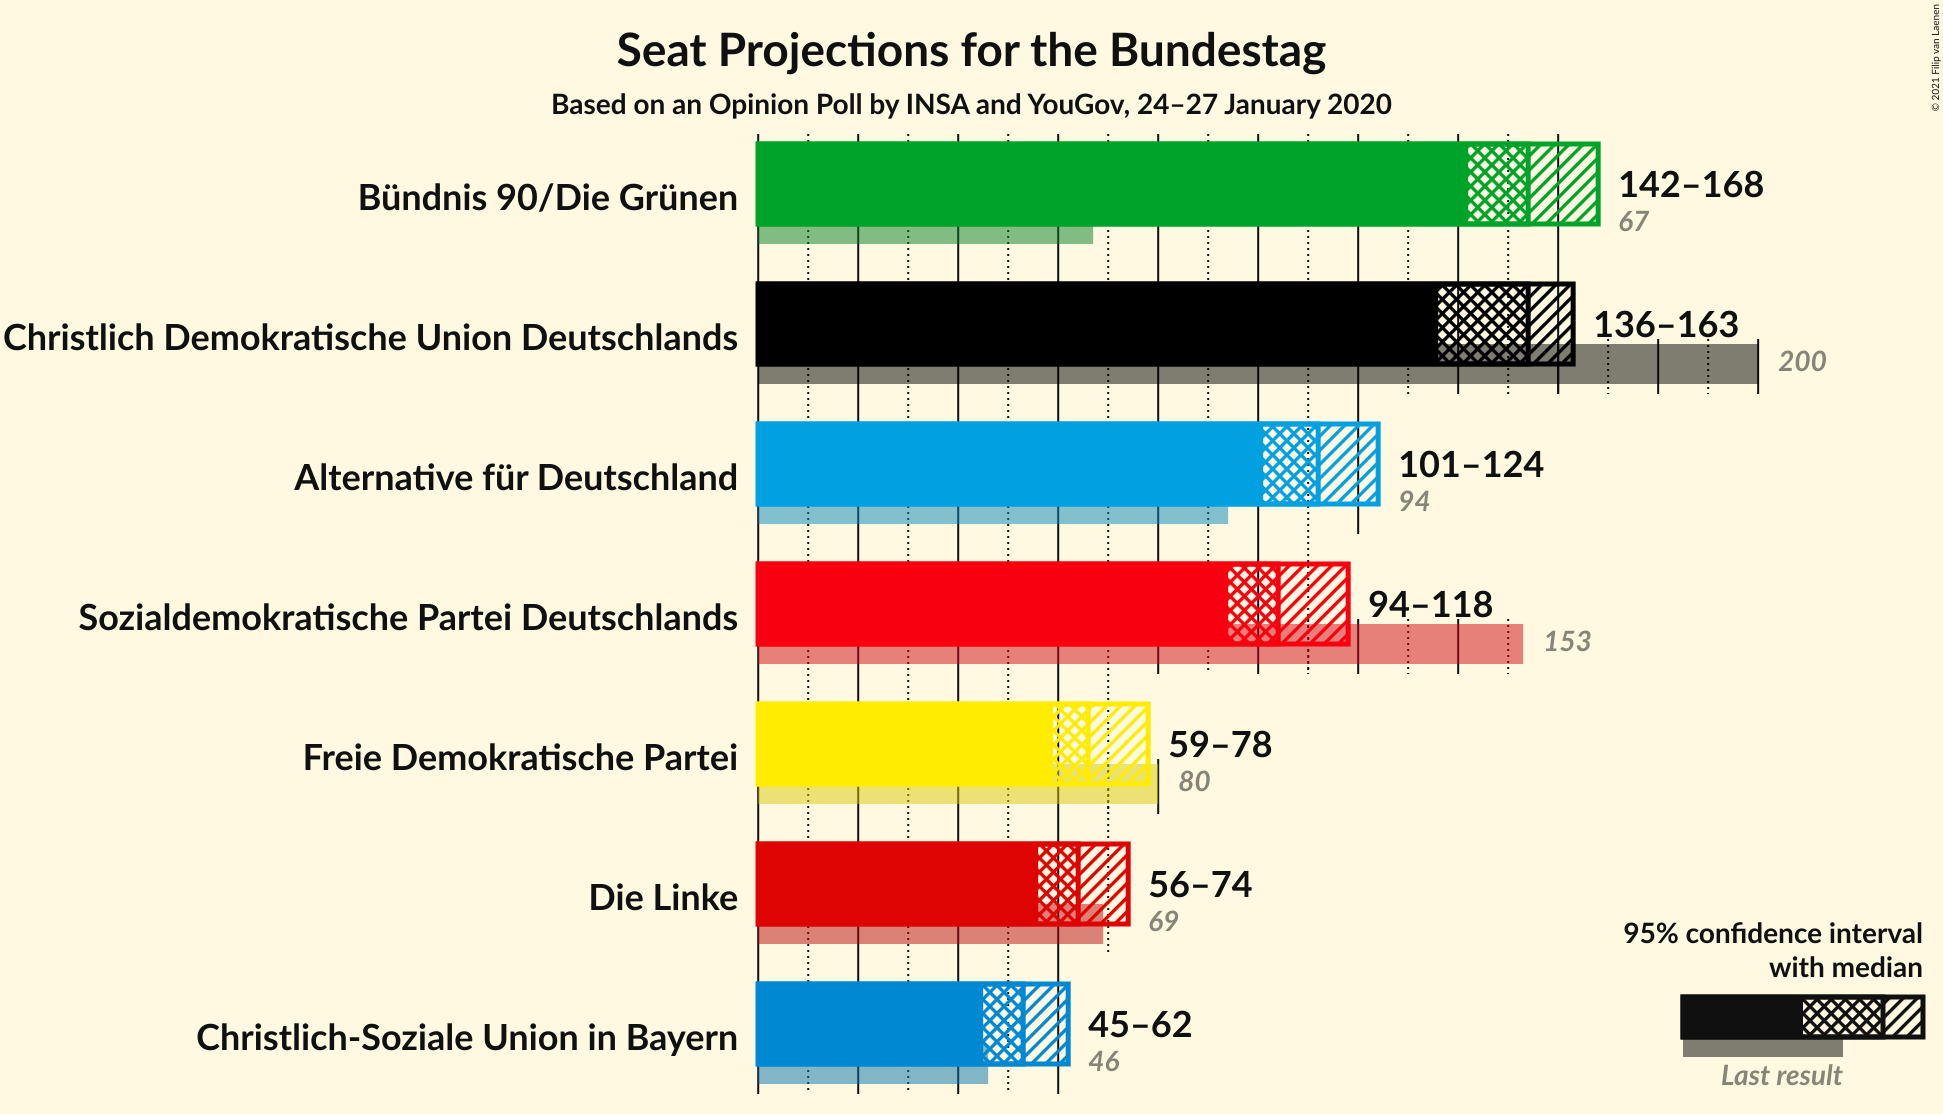 Seat Projections for the Bundestag
Based on an Opinion Poll by INSA and YouGov, 24–27 January 2020
© 2021 Filip van Laenen
Bündnis 90/Die Grünen
142–168
67
Christlich Demokratische Union Deutschlands
136–163
200
Alternative für Deutschland
101–124
94
Sozialdemokratische Partei Deutschlands
94–118
153
Freie Demokratische Partei
59–78
80
Die Linke
56–74
69
Christlich-Soziale Union in Bayern
45–62
46
95% confidence interval
with median
Last result